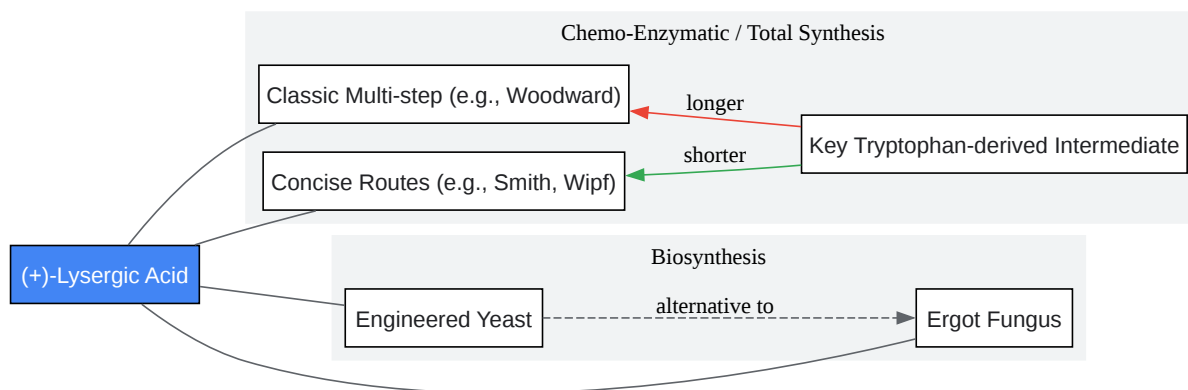 Chemo-Enzymatic / Total Synthesis
Classic Multi-step (e.g., Woodward)
longer
Key Tryptophan-derived Intermediate
shorter
Concise Routes (e.g., Smith, Wipf)
(+)-Lysergic Acid
Biosynthesis
Engineered Yeast
alternative to
Ergot Fungus